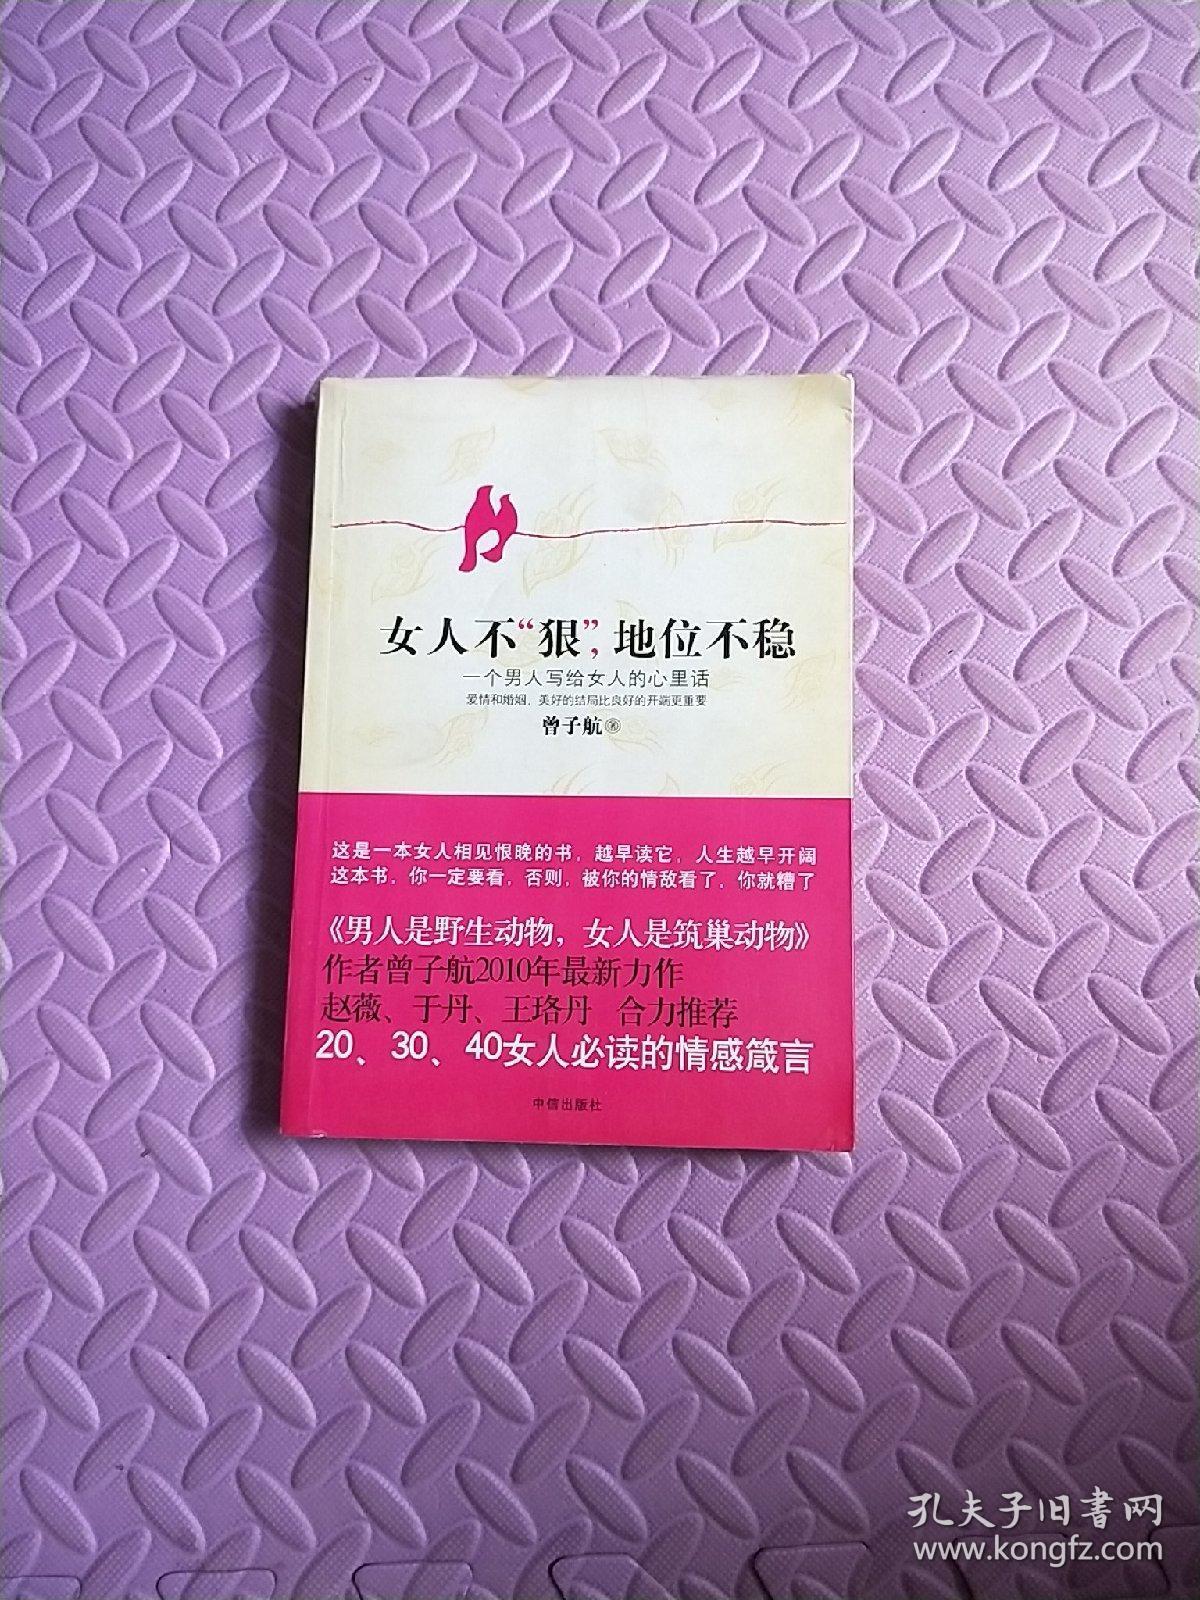 女人不“狠”，地位不稳
一个男人写给女人的心里话
爱情和婚姻，美好的结局比良好的开端更重要
曾子航 著
这是一本女人相见恨晚的书，越早读它，人生越早开阔
这本书，你一定要看，否则，被你的情敌看了，你就糟了
《男人是野生动物，女人是筑巢动物》
作者曾子航2010年最新力作
赵薇、于丹、王珞丹 合力推荐
20、30、40女人必读的情感箴言
中信出版社
孔夫子旧书网
www.kongfz.com